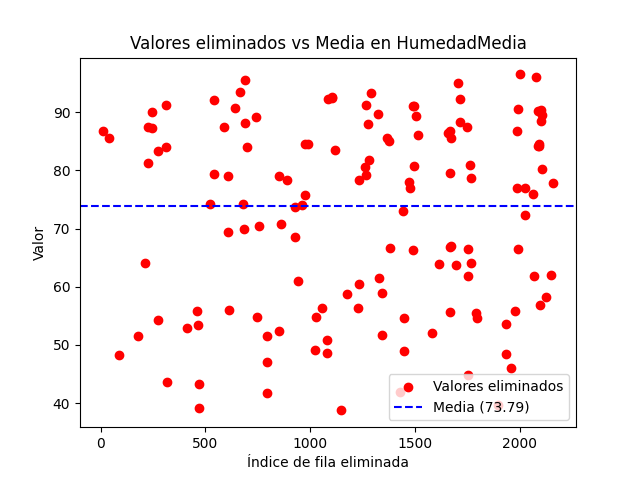 Valores eliminados vs Media en HumedadMedia
Valor
90
80
70
60
50
40
0
500
1000
1500
2000
Índice de fila eliminada
Valores eliminados
Media (73.79)